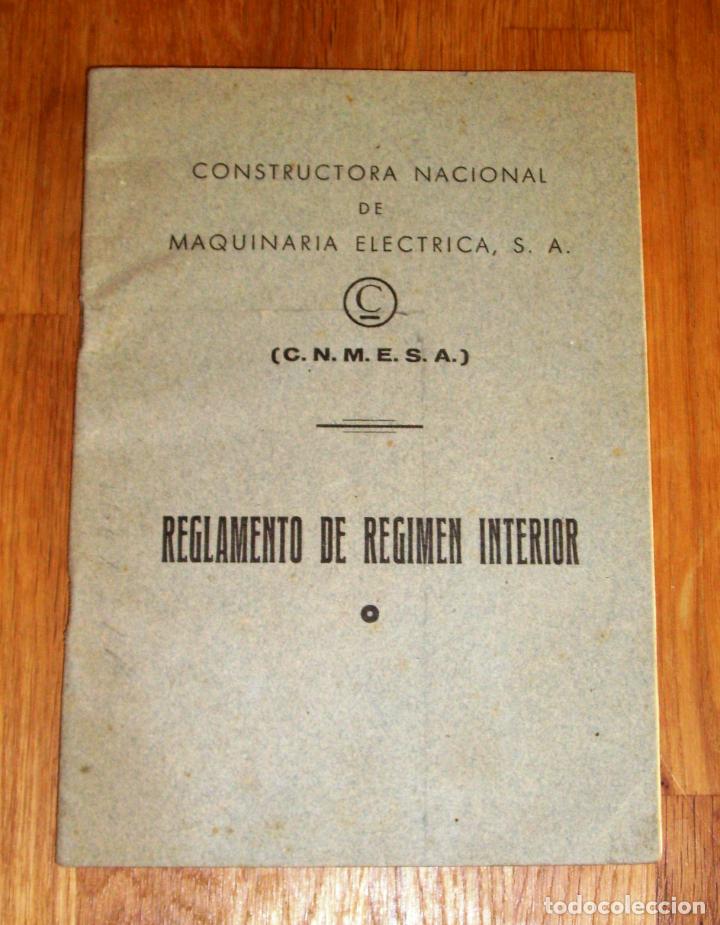 CONSTRUCTORA NACIONAL
DE
MAQUINARIA ELECTRICA, S. A.
C
(C. N. M. E. S. A.)
REGLAMENTO DE REGIMEN INTERIOR
todocoleccion